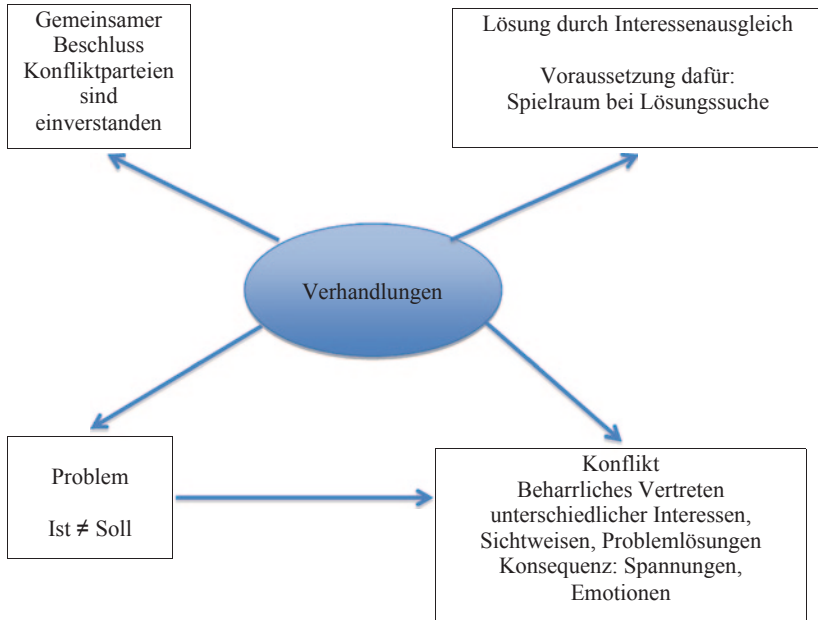 Gemeinsamer
Beschluss
Konfliktparteien
sind
einverstanden
Lösung durch Interessenausgleich
Voraussetzung dafür:
Spielraum bei Lösungssuche
Verhandlungen
Problem
Ist ≠ Soll
Konflikt
Beharrliches Vertreten
unterschiedlicher Interessen,
Sichtweisen, Problemlösungen
Konsequenz: Spannungen,
Emotionen